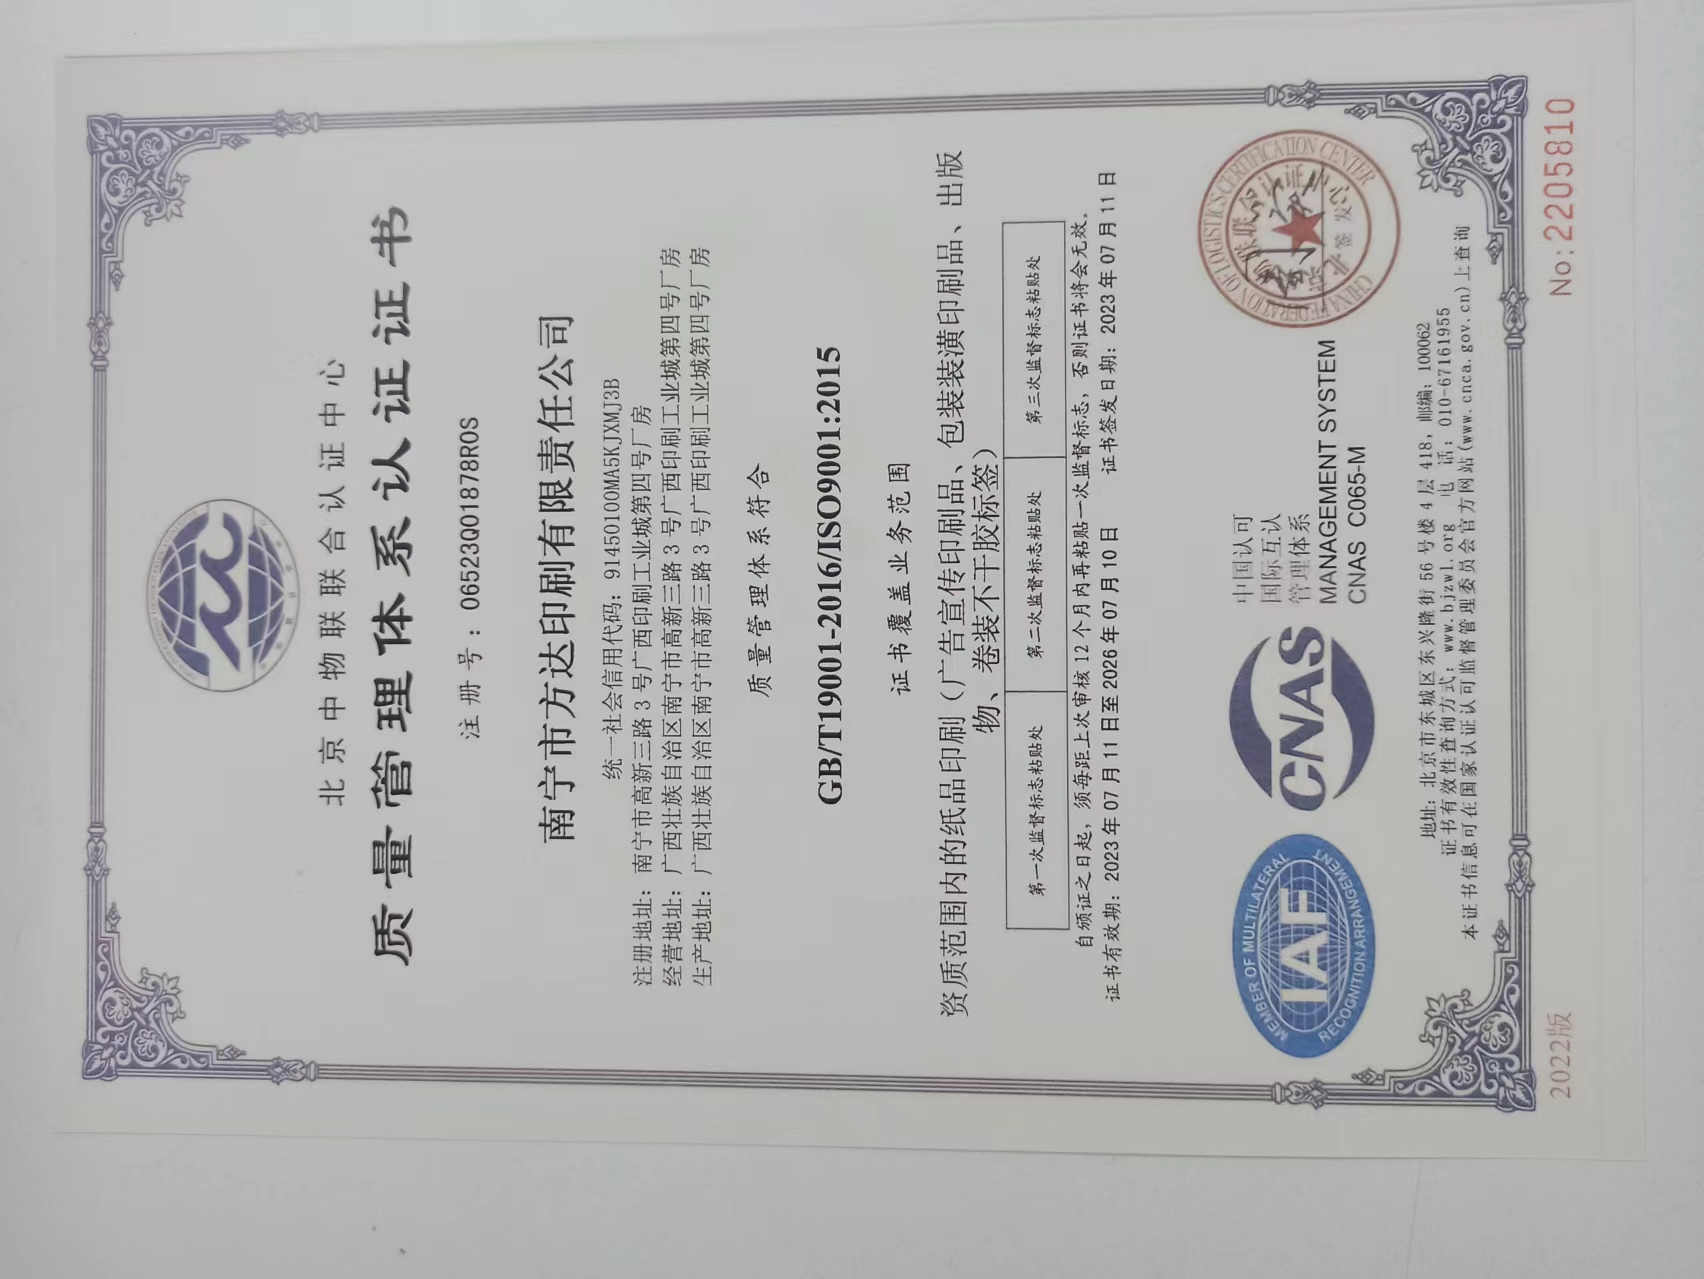 北京中物联联合认证中心
质量管理体系认证证书
注册号：06523Q01878R0S
南宁市方达印刷有限责任公司
统一社会信用代码：91450100MA5KJXMJ3B
注册地址：南宁市高新三路3号广西印刷工业城第四号厂房
经营地址：广西壮族自治区南宁市高新三路3号广西印刷工业城第四号厂房
生产地址：广西壮族自治区南宁市高新三路3号广西印刷工业城第四号厂房
质量管理体系符合
GB/T19001-2016/ISO9001:2015
证书覆盖业务范围
资质范围内的纸品印刷（广告宣传印刷品、包装装潢印刷品、出版
物、卷装不干胶标签）
第一次监督标志粘贴处 第二次监督标志粘贴处 第三次监督标志粘贴处
自颁证之日起，须每距上次审核12个月内再粘贴一次监督标志，否则证书将会无效。
证书有效期：2023年07月11日至2026年07月10日 证书签发日期：2023年07月11日
MEMBER OF MULTILATERAL
IAF
RECOGNITION ARRANGEMENT
CNAS
中国认可
国际互认
管理体系
MANAGEMENT SYSTEM
CNAS C065-M
CHINA FEDERATION OF LOGISTICS CERTIFICATION CENTER
签发
地址：北京市东城区东兴隆街56号楼4层418，邮编：100062
证书有效性查询方式：www.bjzwl.org 电话：010-67161955
本证书信息可在国家认证认可监督管理委员会官方网站(www.cnca.gov.cn)上查询
2022版
No:2205810